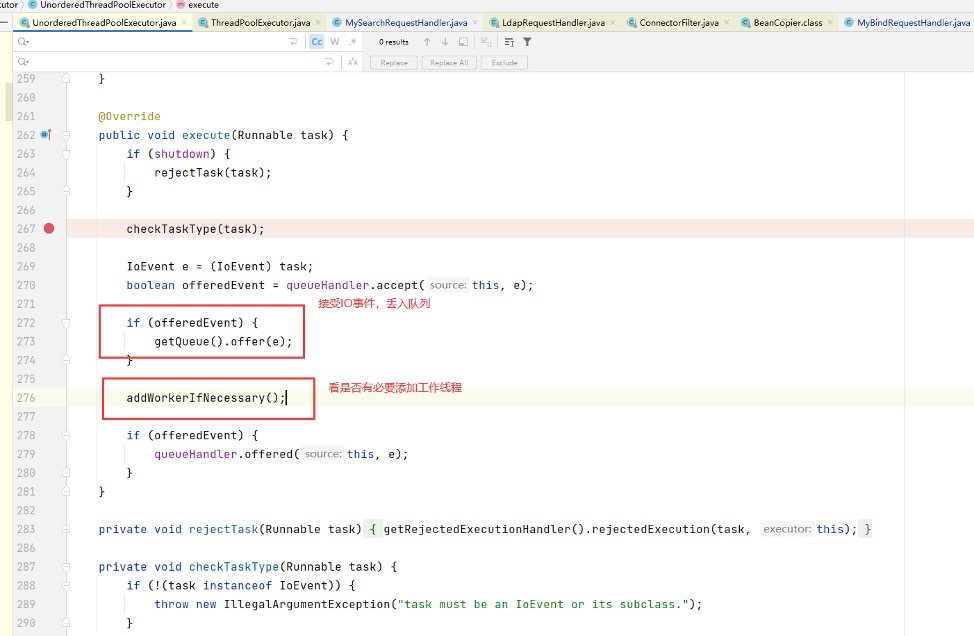 cutor
UnorderedThreadPoolExecutor
execute
UnorderedThreadPoolExecutor.java
ThreadPoolExecutor.java
MySearchRequestHandler.java
LdapRequestHandler.java
ConnectorFilter.java
BeanCopier.class
MyBindRequestHandler.java
Cc W .* 0 results
Replace Replace All Exclude
259 }
260
261 @Override
262 public void execute(Runnable task) {
263 if (shutdown) {
264 rejectTask(task);
265 }
266
267 checkTaskType(task);
268
269 IoEvent e = (IoEvent) task;
270 boolean offeredEvent = queueHandler.accept( source: this, e);
271 接受IO事件，丢入队列
272 if (offeredEvent) {
273 getQueue().offer(e);
274 }
275
276 addWorkerIfNecessary();
看是否有必要添加工作线程
277
278 if (offeredEvent) {
279 queueHandler.offered( source: this, e);
280 }
281 }
282
283 private void rejectTask(Runnable task) { getRejectedExecutionHandler().rejectedExecution(task, executor: this); }
286
287 private void checkTaskType(Runnable task) {
288 if (!(task instanceof IoEvent)) {
289 throw new IllegalArgumentException("task must be an IoEvent or its subclass.");
290 }